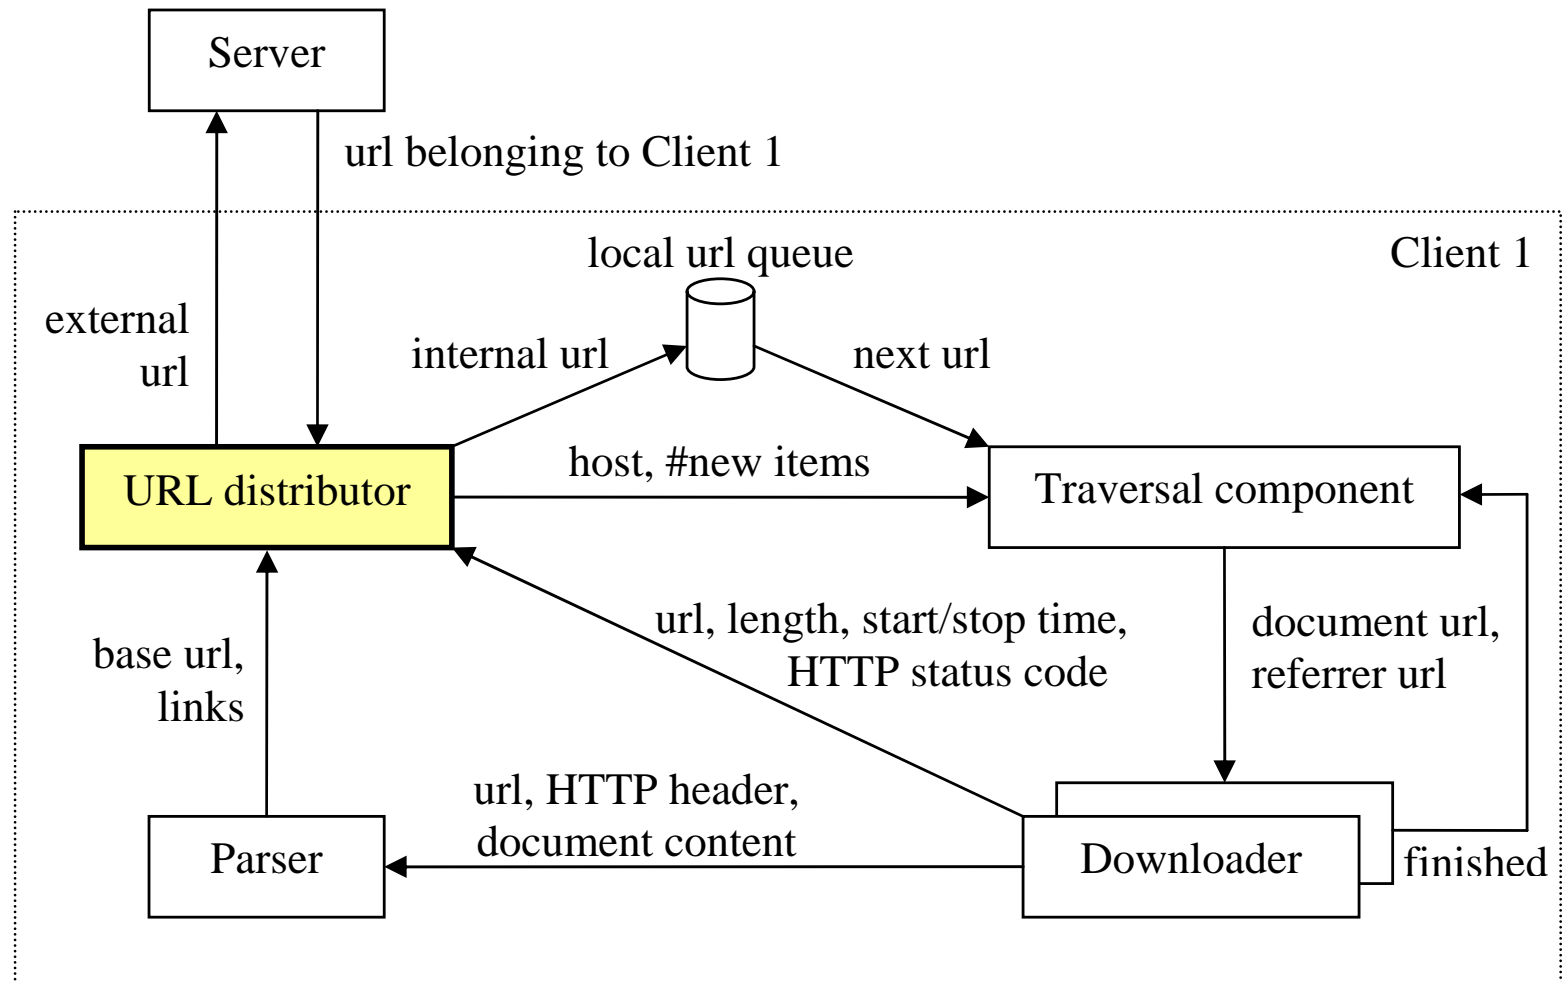 Server
url belonging to Client 1
Client 1
local url queue
external
url
internal url
next url
URL distributor
host, #new items
Traversal component
url, length, start/stop time,
HTTP status code
document url,
referrer url
base url,
links
url, HTTP header,
document content
Parser
Downloader
finished